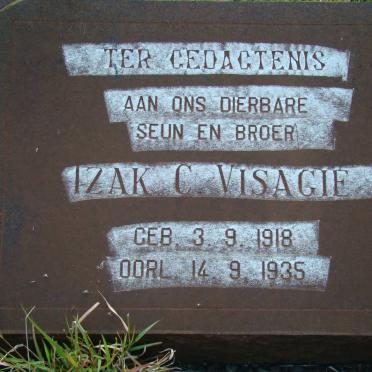 TER GEDAGTENIS
AAN ONS DIERBARE
SEUN EN BROER
IZAK C. VISAGIE
GEB. 3. 9. 1918
OORL. 14. 9. 1935